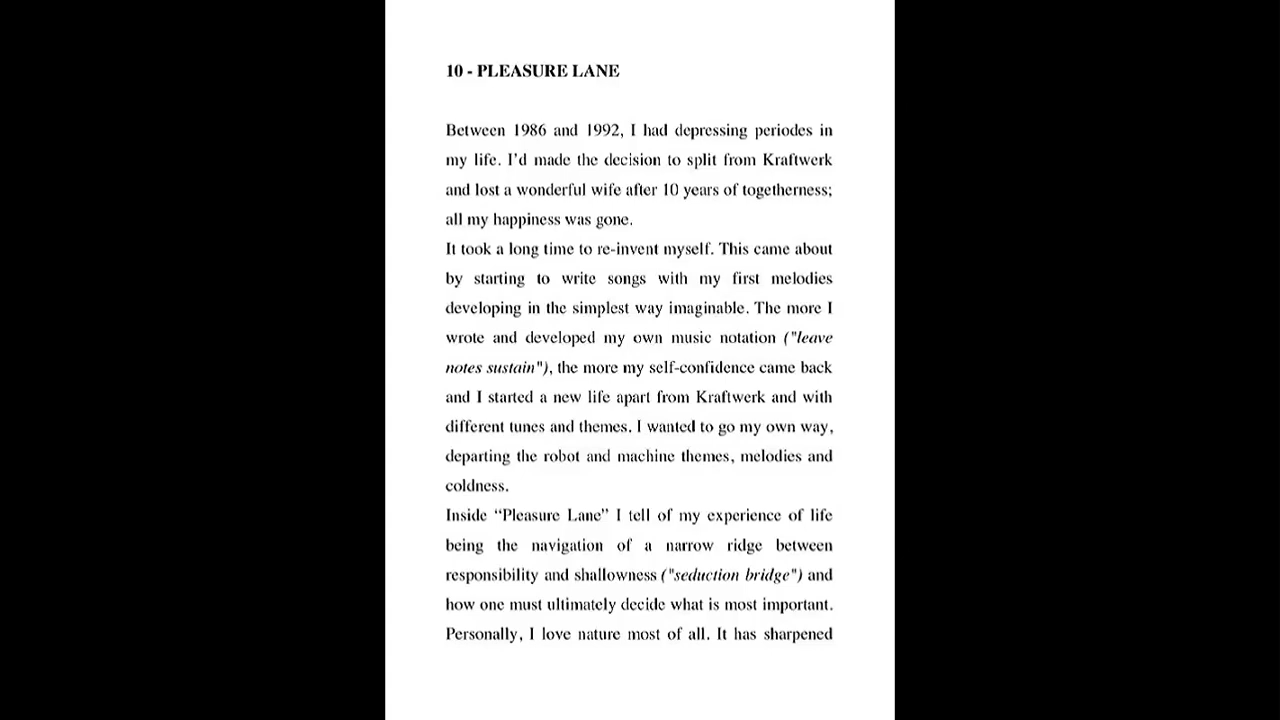 10 - PLEASURE LANE
Between 1986 and 1992, I had depressing periodes in
my life. I’d made the decision to split from Kraftwerk
and lost a wonderful wife after 10 years of togetherness;
all my happiness was gone.
It took a long time to re-invent myself. This came about
by starting to write songs with my first melodies
developing in the simplest way imaginable. The more I
wrote and developed my own music notation ("leave
notes sustain"), the more my self-confidence came back
and I started a new life apart from Kraftwerk and with
different tunes and themes. I wanted to go my own way,
departing the robot and machine themes, melodies and
coldness.
Inside “Pleasure Lane” I tell of my experience of life
being the navigation of a narrow ridge between
responsibility and shallowness ("seduction bridge") and
how one must ultimately decide what is most important.
Personally, I love nature most of all. It has sharpened